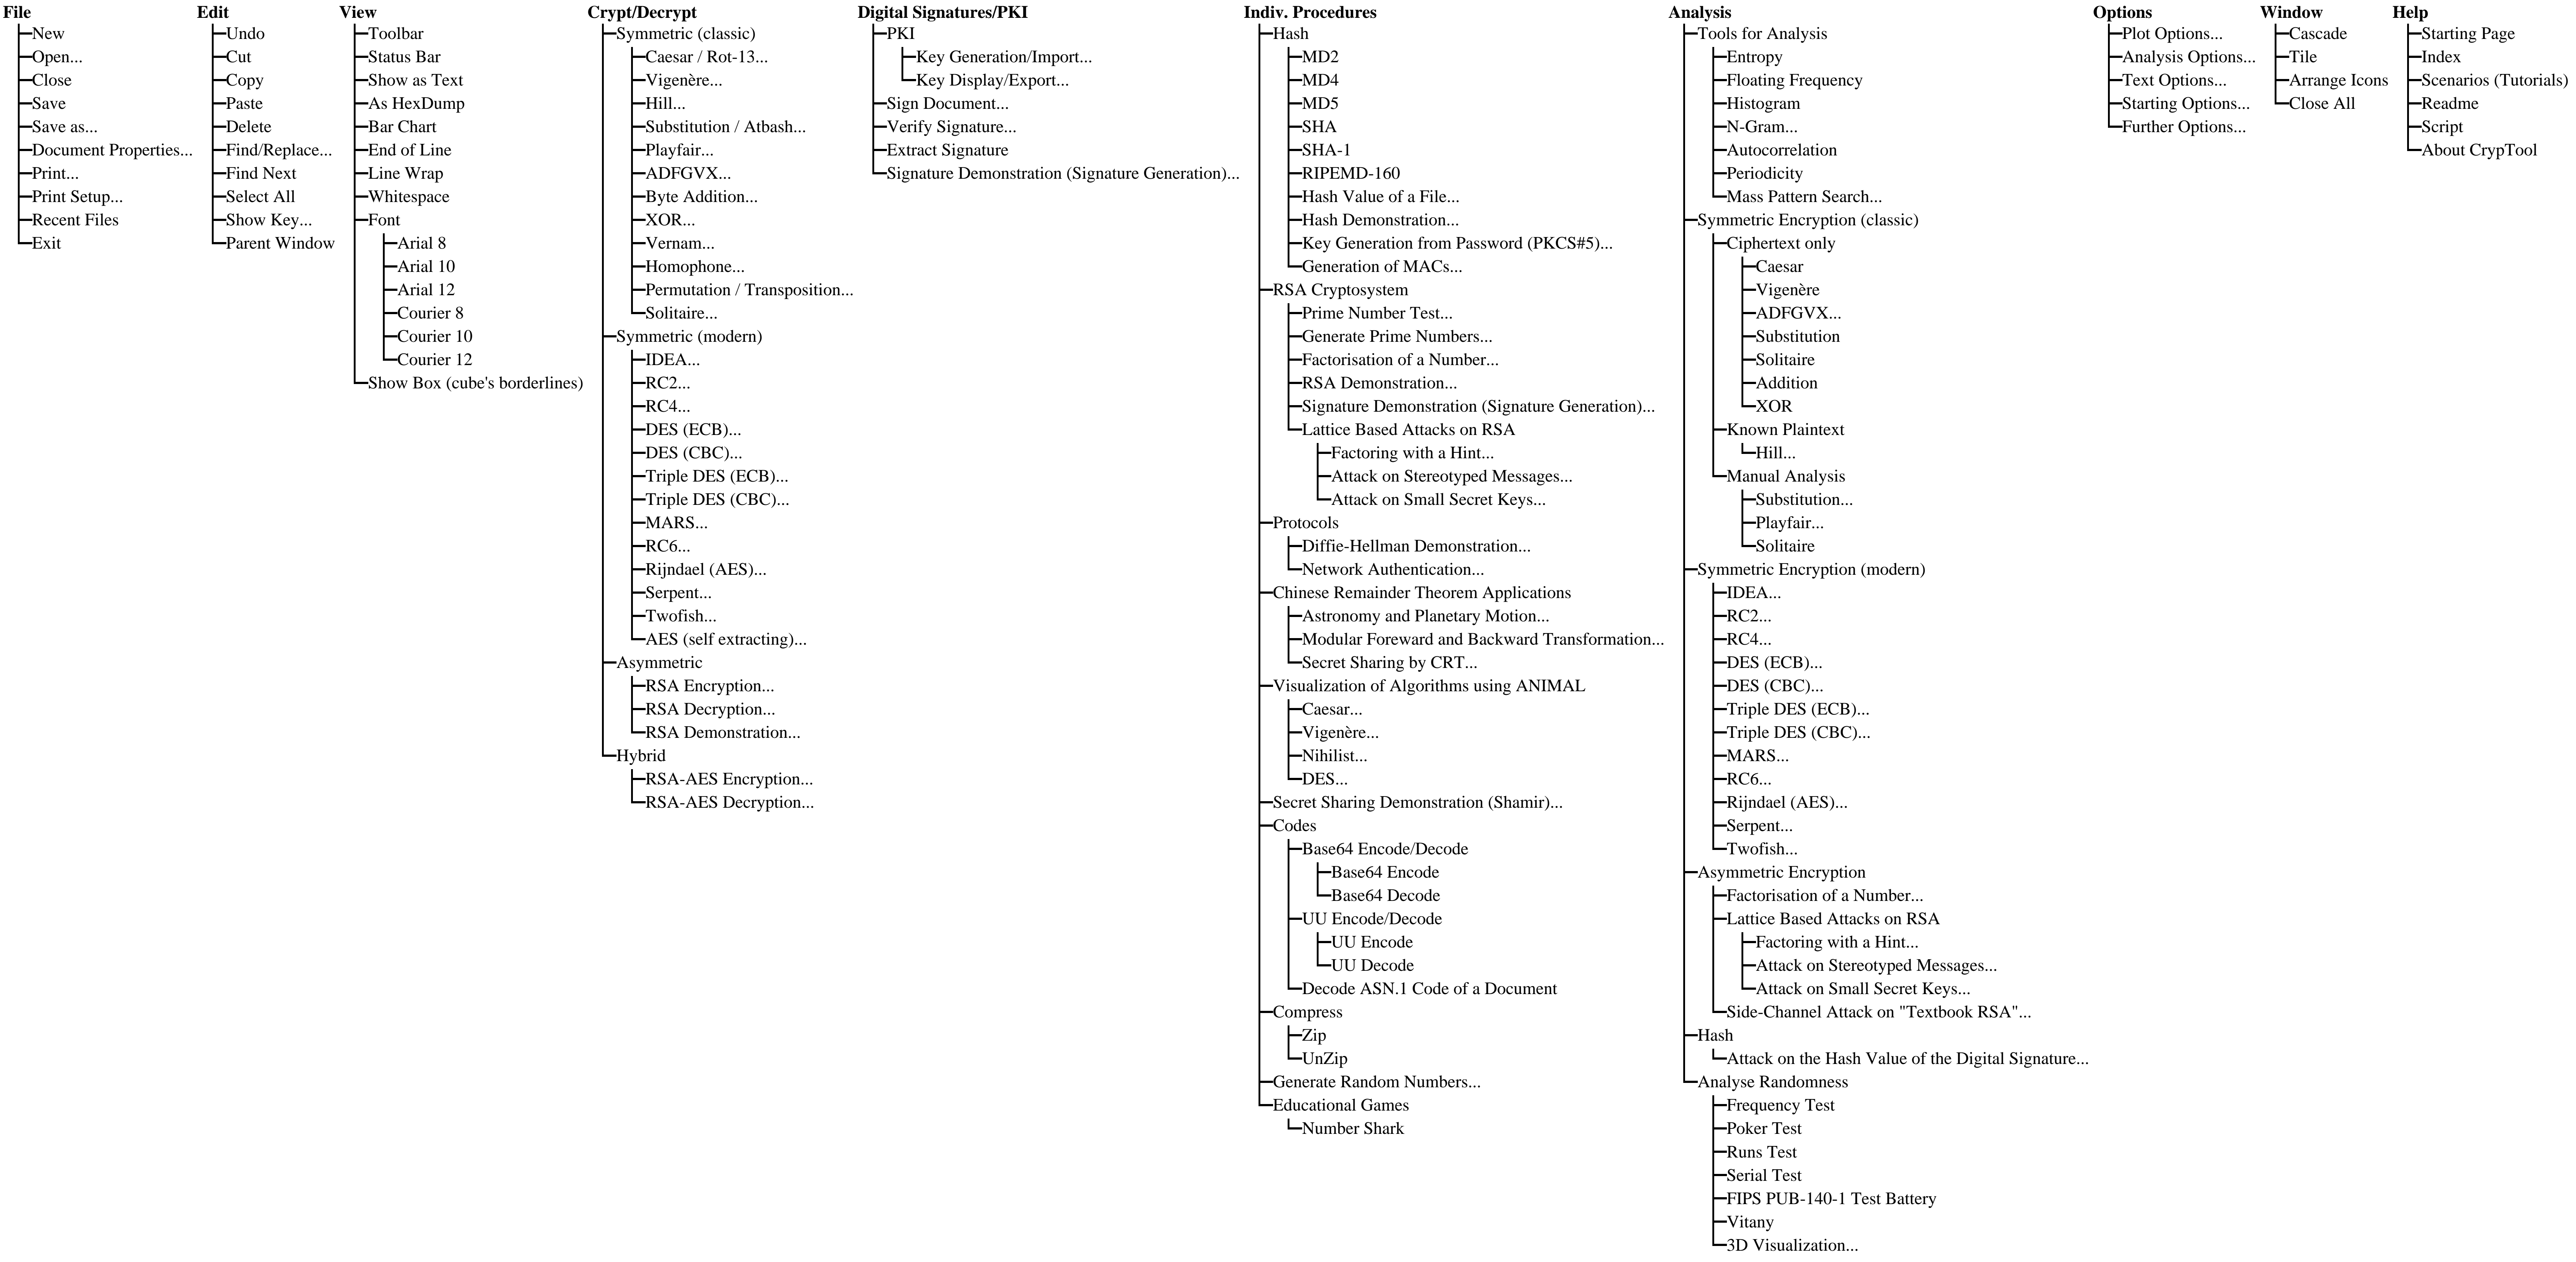 File
New
Open...
Close
Save
Save as...
Document Properties...
Print...
Print Setup...
Recent Files
Exit
Edit
Undo
Cut
Copy
Paste
Delete
Find/Replace...
Find Next
Select All
Show Key...
Parent Window
View
Toolbar
Status Bar
Show as Text
As HexDump
Bar Chart
End of Line
Line Wrap
Whitespace
Font
Arial 8
Arial 10
Arial 12
Courier 8
Courier 10
Courier 12
Show Box (cube's borderlines)
Crypt/Decrypt
Symmetric (classic)
Caesar / Rot-13...
Vigenère...
Hill...
Substitution / Atbash...
Playfair...
ADFGVX...
Byte Addition...
XOR...
Vernam...
Homophone...
Permutation / Transposition...
Solitaire...
Symmetric (modern)
IDEA...
RC2...
RC4...
DES (ECB)...
DES (CBC)...
Triple DES (ECB)...
Triple DES (CBC)...
MARS...
RC6...
Rijndael (AES)...
Serpent...
Twofish...
AES (self extracting)...
Asymmetric
RSA Encryption...
RSA Decryption...
RSA Demonstration...
Hybrid
RSA-AES Encryption...
RSA-AES Decryption...
Digital Signatures/PKI
PKI
Key Generation/Import...
Key Display/Export...
Sign Document...
Verify Signature...
Extract Signature
Signature Demonstration (Signature Generation)...
Indiv. Procedures
Hash
MD2
MD4
MD5
SHA
SHA-1
RIPEMD-160
Hash Value of a File...
Hash Demonstration...
Key Generation from Password (PKCS#5)...
Generation of MACs...
RSA Cryptosystem
Prime Number Test...
Generate Prime Numbers...
Factorisation of a Number...
RSA Demonstration...
Signature Demonstration (Signature Generation)...
Lattice Based Attacks on RSA
Factoring with a Hint...
Attack on Stereotyped Messages...
Attack on Small Secret Keys...
Protocols
Diffie-Hellman Demonstration...
Network Authentication...
Chinese Remainder Theorem Applications
Astronomy and Planetary Motion...
Modular Foreward and Backward Transformation...
Secret Sharing by CRT...
Visualization of Algorithms using ANIMAL
Caesar...
Vigenère...
Nihilist...
DES...
Secret Sharing Demonstration (Shamir)...
Codes
Base64 Encode/Decode
Base64 Encode
Base64 Decode
UU Encode/Decode
UU Encode
UU Decode
Decode ASN.1 Code of a Document
Compress
Zip
UnZip
Generate Random Numbers...
Educational Games
Number Shark
Analysis
Tools for Analysis
Entropy
Floating Frequency
Histogram
N-Gram...
Autocorrelation
Periodicity
Mass Pattern Search...
Symmetric Encryption (classic)
Ciphertext only
Caesar
Vigenère
ADFGVX...
Substitution
Solitaire
Addition
XOR
Known Plaintext
Hill...
Manual Analysis
Substitution...
Playfair...
Solitaire
Symmetric Encryption (modern)
IDEA...
RC2...
RC4...
DES (ECB)...
DES (CBC)...
Triple DES (ECB)...
Triple DES (CBC)...
MARS...
RC6...
Rijndael (AES)...
Serpent...
Twofish...
Asymmetric Encryption
Factorisation of a Number...
Lattice Based Attacks on RSA
Factoring with a Hint...
Attack on Stereotyped Messages...
Attack on Small Secret Keys...
Side-Channel Attack on "Textbook RSA"...
Hash
Attack on the Hash Value of the Digital Signature...
Analyse Randomness
Frequency Test
Poker Test
Runs Test
Serial Test
FIPS PUB-140-1 Test Battery
Vitany
3D Visualization...
Options
Plot Options...
Analysis Options...
Text Options...
Starting Options...
Further Options...
Window
Cascade
Tile
Arrange Icons
Close All
Help
Starting Page
Index
Scenarios (Tutorials)
Readme
Script
About CrypTool